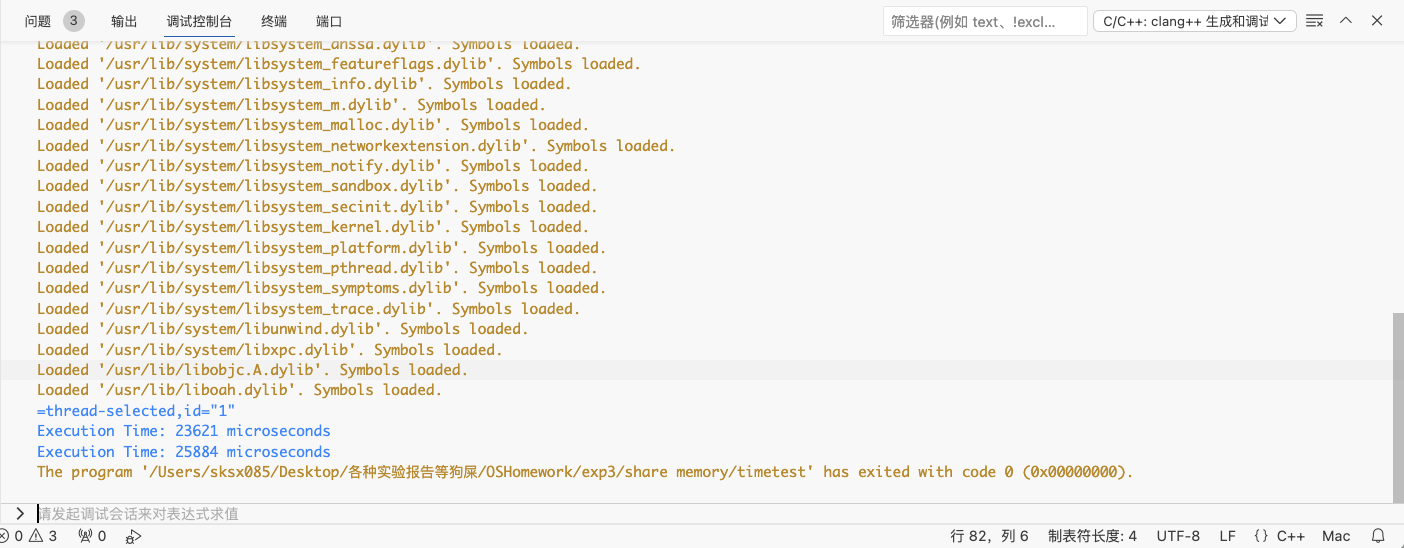 问题 3 输出 调试控制台 终端 端口 筛选器(例如 text、!excl... C/C++: clang++ 生成和调试
Loaded '/usr/lib/system/libsystem_dnssd.dylib'. Symbols loaded.
Loaded '/usr/lib/system/libsystem_featureflags.dylib'. Symbols loaded.
Loaded '/usr/lib/system/libsystem_info.dylib'. Symbols loaded.
Loaded '/usr/lib/system/libsystem_m.dylib'. Symbols loaded.
Loaded '/usr/lib/system/libsystem_malloc.dylib'. Symbols loaded.
Loaded '/usr/lib/system/libsystem_networkextension.dylib'. Symbols loaded.
Loaded '/usr/lib/system/libsystem_notify.dylib'. Symbols loaded.
Loaded '/usr/lib/system/libsystem_sandbox.dylib'. Symbols loaded.
Loaded '/usr/lib/system/libsystem_secinit.dylib'. Symbols loaded.
Loaded '/usr/lib/system/libsystem_kernel.dylib'. Symbols loaded.
Loaded '/usr/lib/system/libsystem_platform.dylib'. Symbols loaded.
Loaded '/usr/lib/system/libsystem_pthread.dylib'. Symbols loaded.
Loaded '/usr/lib/system/libsystem_symptoms.dylib'. Symbols loaded.
Loaded '/usr/lib/system/libsystem_trace.dylib'. Symbols loaded.
Loaded '/usr/lib/system/libunwind.dylib'. Symbols loaded.
Loaded '/usr/lib/system/libxpc.dylib'. Symbols loaded.
Loaded '/usr/lib/libobjc.A.dylib'. Symbols loaded.
Loaded '/usr/lib/liboah.dylib'. Symbols loaded.
=thread-selected,id="1"
Execution Time: 23621 microseconds
Execution Time: 25884 microseconds
The program '/Users/sksx085/Desktop/各种实验报告等狗屎/OSHomework/exp3/share memory/timetest' has exited with code 0 (0x00000000).
请发起调试会话来对表达式求值
0 3 0 行 82，列 6 制表符长度: 4 UTF-8 LF {} C++ Mac